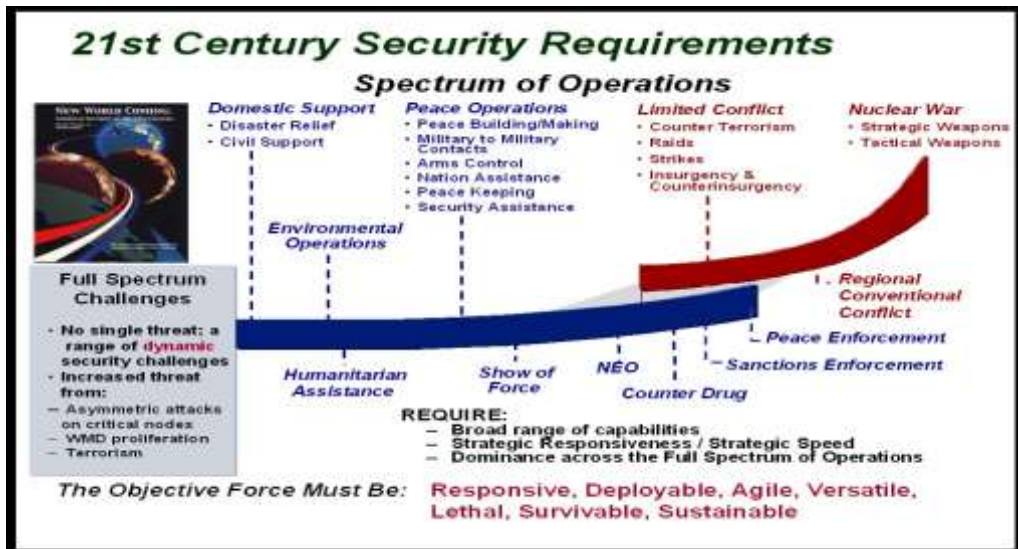 21st Century Security Requirements
Spectrum of Operations
NEW WORLD COMING:
Domestic Support
• Disaster Relief
• Civil Support
Peace Operations
• Peace Building/Making
• Military to Military
Contacts
• Arms Control
• Nation Assistance
• Peace Keeping
• Security Assistance
Limited Conflict
• Counter Terrorism
• Raids
• Strikes
• Insurgency &
Counterinsurgency
Nuclear War
• Strategic Weapons
• Tactical Weapons
Environmental
Operations
Full Spectrum
Challenges
• No single threat: a
range of dynamic
security challenges
• Increased threat
from:
– Asymmetric attacks
on critical nodes
– WMD proliferation
– Terrorism
Regional
Conventional
Conflict
Peace Enforcement
Sanctions Enforcement
Humanitarian
Assistance
Show of
Force
NEO
Counter Drug
REQUIRE:
– Broad range of capabilities
– Strategic Responsiveness / Strategic Speed
– Dominance across the Full Spectrum of Operations
The Objective Force Must Be: Responsive, Deployable, Agile, Versatile,
Lethal, Survivable, Sustainable